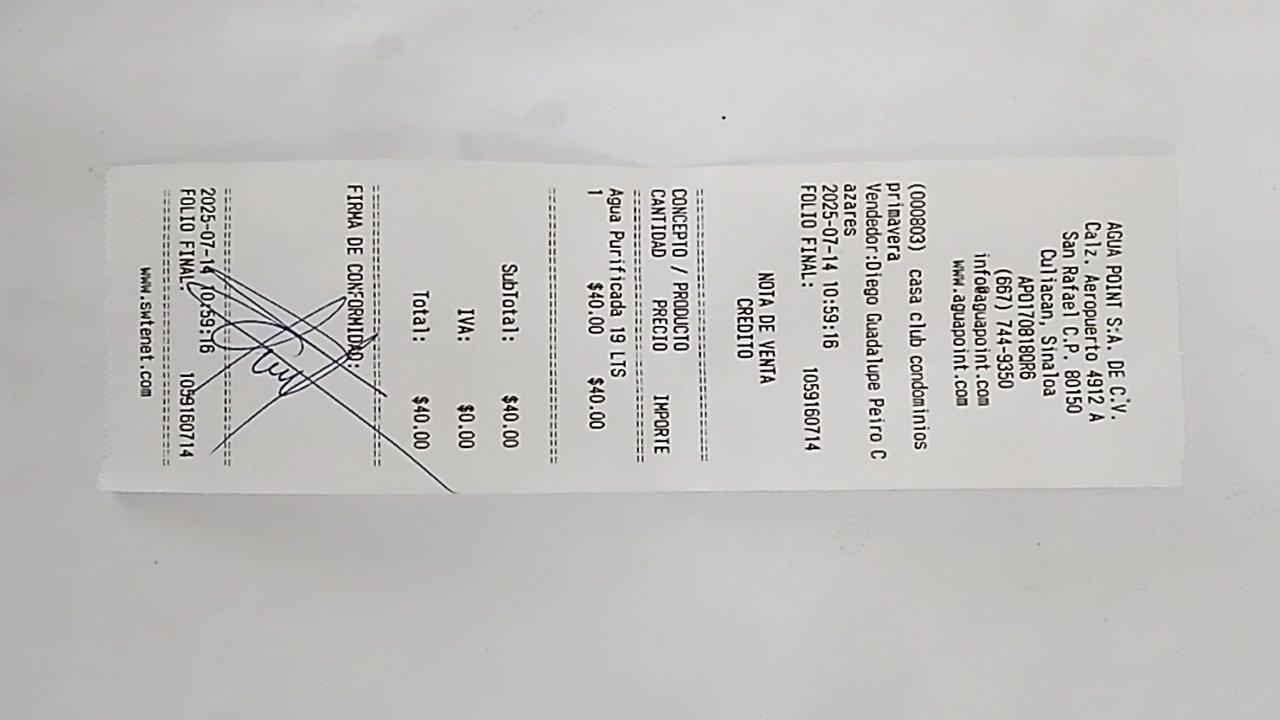 AGUA POINT S.A. DE C.V.
Calz. Aeropuerto 4912 A
San Rafael C.P. 80150
Culiacan, Sinaloa
APO170818QR6
(667) 744-9350
info@aguapoint.com
www.aguapoint.com
(000803) casa club condominios
primavera
Vendedor:Diego Guadalupe Peiro C
azares
2025-07-14 10:59:16
FOLIO FINAL: 1059160714
NOTA DE VENTA
CREDITO
CONCEPTO / PRODUCTO
CANTIDAD PRECIO IMPORTE
Agua Purificada 19 LTS
1 $40.00 $40.00
SubTotal: $40.00
IVA: $0.00
Total: $40.00
FIRMA DE CONFORMIDAD:
2025-07-14 10:59:16
FOLIO FINAL: 1059160714
www.swtenet.com